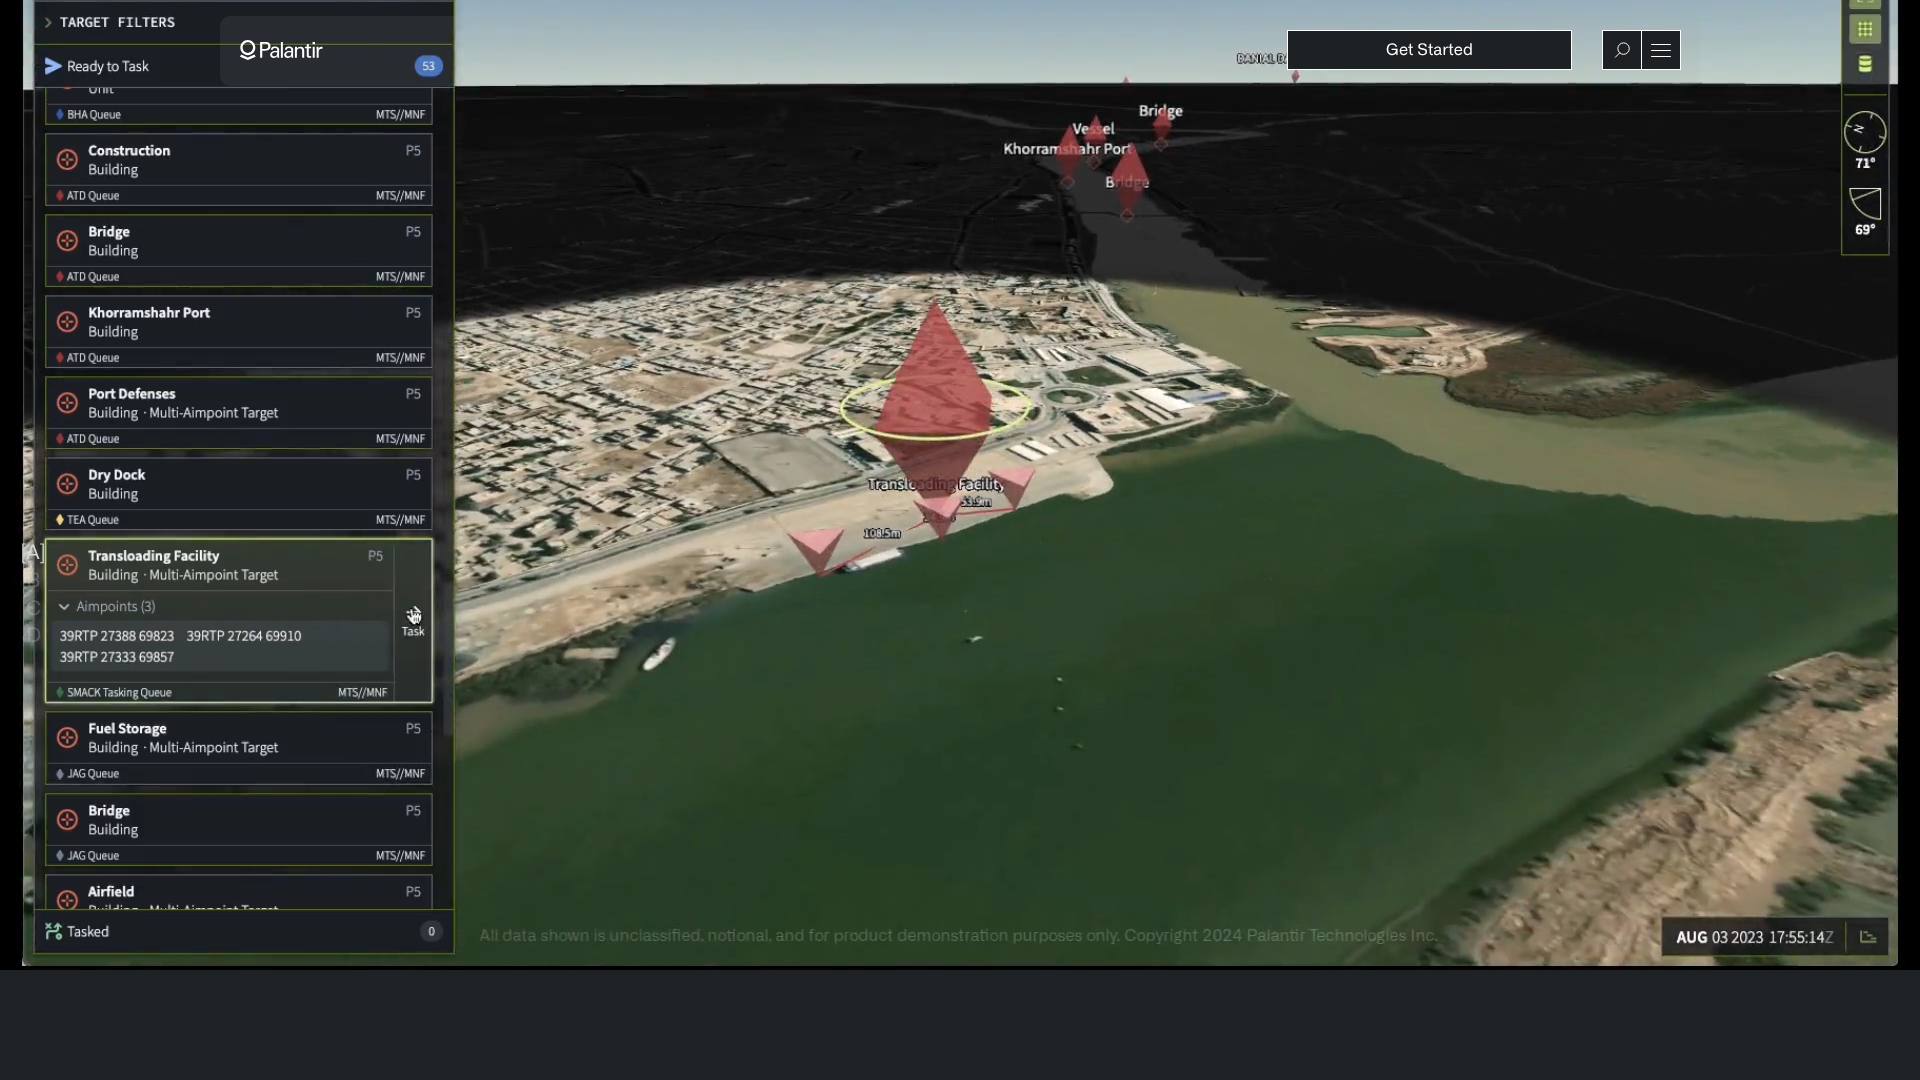 TARGET FILTERS
Palantir
Get Started
Ready to Task
53
Unit
BHA Queue
MTS//MNF
Construction
P5
Building
ATD Queue
MTS//MNF
Bridge
P5
Building
ATD Queue
MTS//MNF
Khorramshahr Port
P5
Building
ATD Queue
MTS//MNF
Port Defenses
P5
Building · Multi-Aimpoint Target
ATD Queue
MTS//MNF
Dry Dock
P5
Building
TEA Queue
MTS//MNF
Transloading Facility
P5
Building · Multi-Aimpoint Target
Aimpoints (3)
39RTP 27388 69823
39RTP 27264 69910
39RTP 27333 69857
Task
SMACK Tasking Queue
MTS//MNF
Fuel Storage
P5
Building · Multi-Aimpoint Target
JAG Queue
MTS//MNF
Bridge
P5
Building
JAG Queue
MTS//MNF
Airfield
P5
Building · Multi-Aimpoint Target
Tasked
0
Bridge
Vessel
Khorramshahr Port
Bridge
Transloading Facility
53.9m
108.5m
N
71°
69°
All data shown is unclassified, notional, and for product demonstration purposes only. Copyright 2024 Palantir Technologies Inc.
AUG 03 2023 17:55:14Z